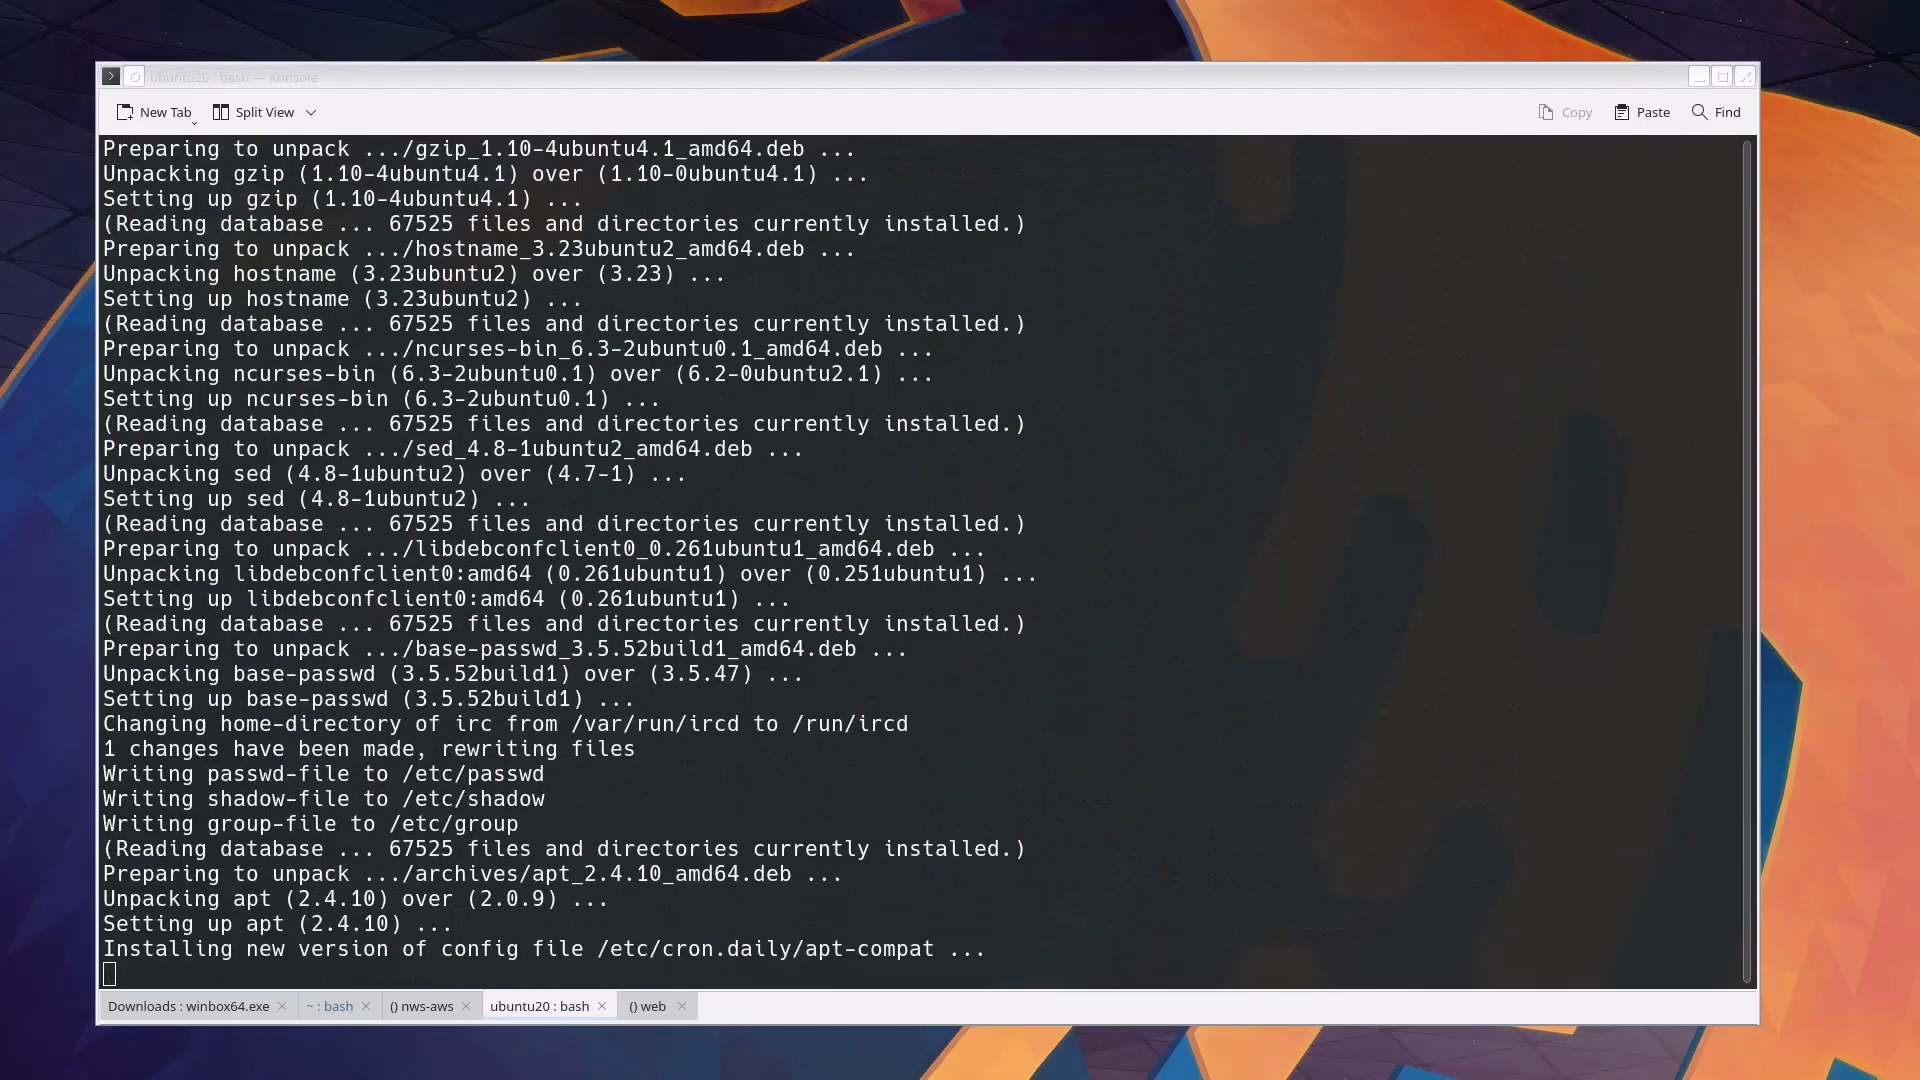 ubuntu20 : bash — Konsole
New Tab Split View Copy Paste Find
Preparing to unpack .../gzip_1.10-4ubuntu4.1_amd64.deb ...
Unpacking gzip (1.10-4ubuntu4.1) over (1.10-0ubuntu4.1) ...
Setting up gzip (1.10-4ubuntu4.1) ...
(Reading database ... 67525 files and directories currently installed.)
Preparing to unpack .../hostname_3.23ubuntu2_amd64.deb ...
Unpacking hostname (3.23ubuntu2) over (3.23) ...
Setting up hostname (3.23ubuntu2) ...
(Reading database ... 67525 files and directories currently installed.)
Preparing to unpack .../ncurses-bin_6.3-2ubuntu0.1_amd64.deb ...
Unpacking ncurses-bin (6.3-2ubuntu0.1) over (6.2-0ubuntu2.1) ...
Setting up ncurses-bin (6.3-2ubuntu0.1) ...
(Reading database ... 67525 files and directories currently installed.)
Preparing to unpack .../sed_4.8-1ubuntu2_amd64.deb ...
Unpacking sed (4.8-1ubuntu2) over (4.7-1) ...
Setting up sed (4.8-1ubuntu2) ...
(Reading database ... 67525 files and directories currently installed.)
Preparing to unpack .../libdebconfclient0_0.261ubuntu1_amd64.deb ...
Unpacking libdebconfclient0:amd64 (0.261ubuntu1) over (0.251ubuntu1) ...
Setting up libdebconfclient0:amd64 (0.261ubuntu1) ...
(Reading database ... 67525 files and directories currently installed.)
Preparing to unpack .../base-passwd_3.5.52build1_amd64.deb ...
Unpacking base-passwd (3.5.52build1) over (3.5.47) ...
Setting up base-passwd (3.5.52build1) ...
Changing home-directory of irc from /var/run/ircd to /run/ircd
1 changes have been made, rewriting files
Writing passwd-file to /etc/passwd
Writing shadow-file to /etc/shadow
Writing group-file to /etc/group
(Reading database ... 67525 files and directories currently installed.)
Preparing to unpack .../archives/apt_2.4.10_amd64.deb ...
Unpacking apt (2.4.10) over (2.0.9) ...
Setting up apt (2.4.10) ...
Installing new version of config file /etc/cron.daily/apt-compat ...
Downloads : winbox64.exe ~ : bash () nws-aws ubuntu20 : bash () web